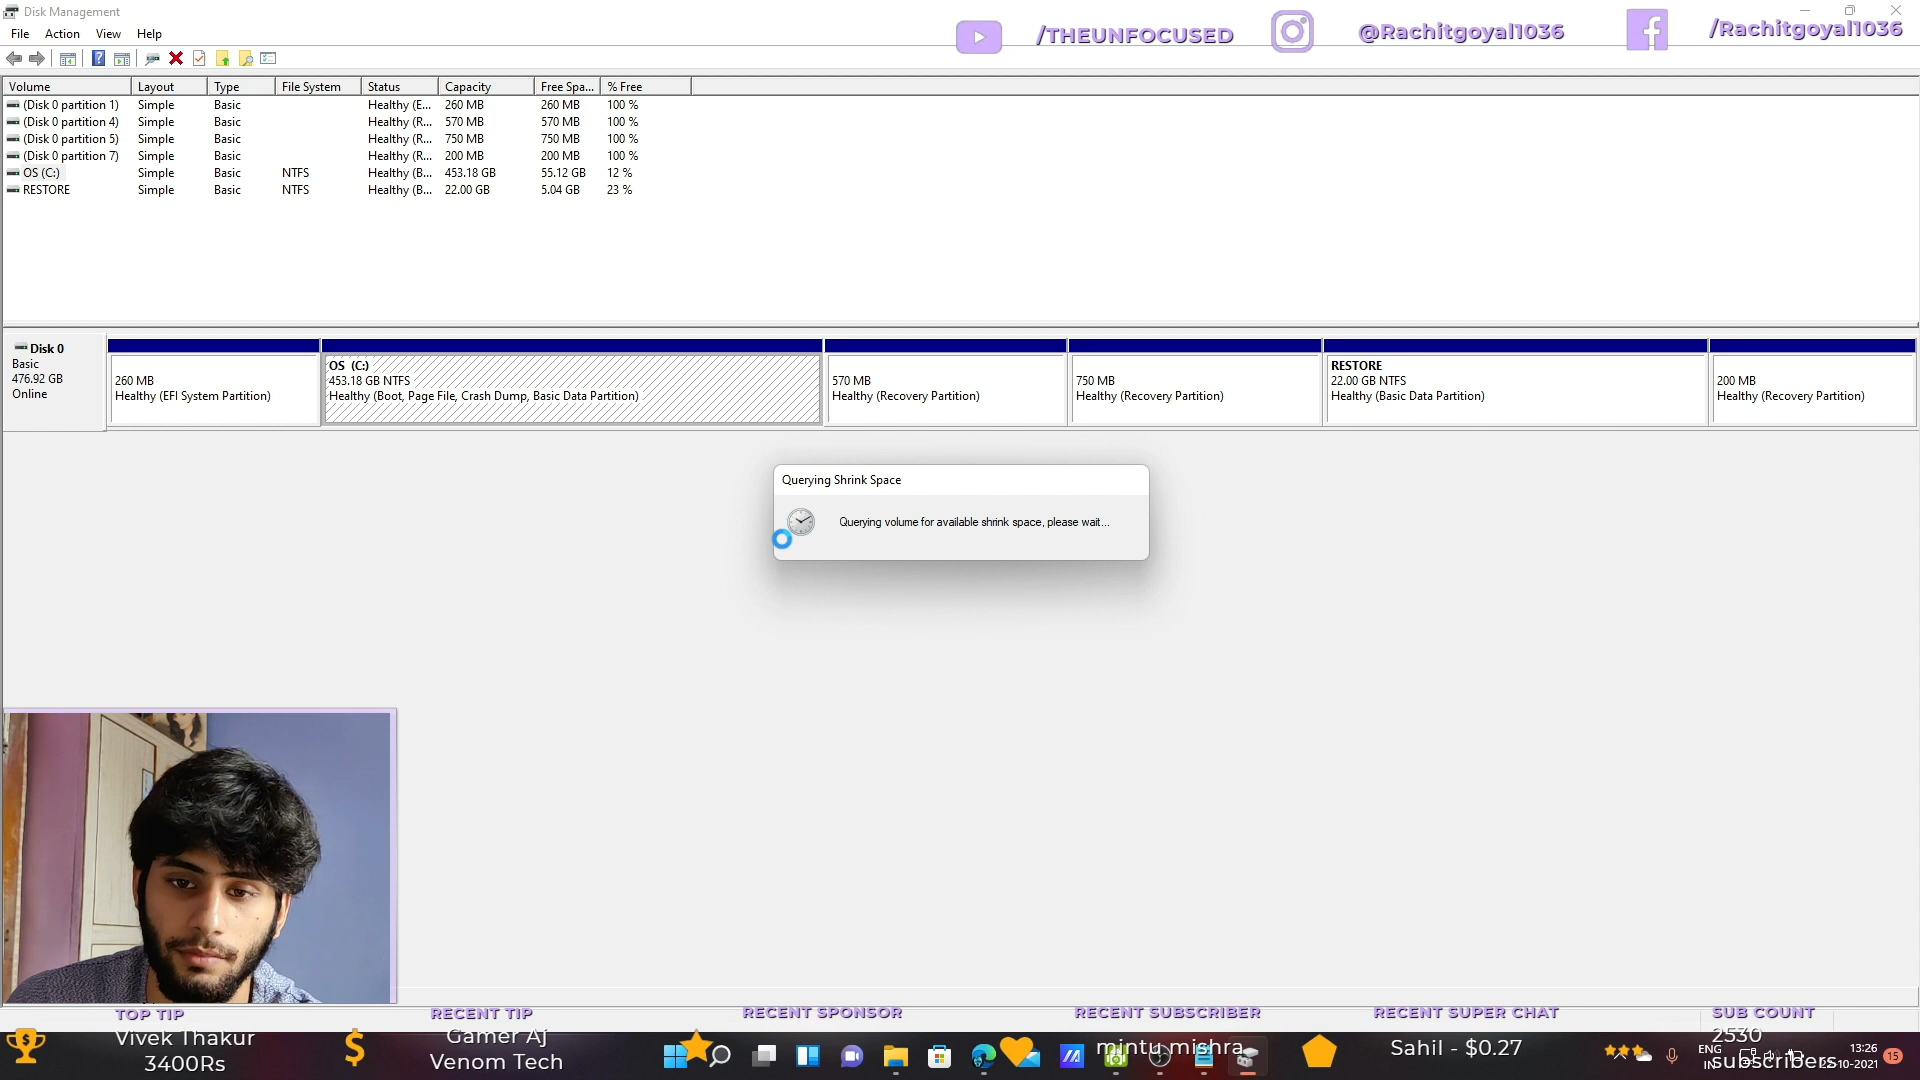 Disk Management
File Action View Help
/THEUNFOCUSED
@Rachitgoyal1036
/Rachitgoyal1036
Volume Layout Type File System Status Capacity Free Spa... % Free
(Disk 0 partition 1) Simple Basic Healthy (E... 260 MB 260 MB 100 %
(Disk 0 partition 4) Simple Basic Healthy (R... 570 MB 570 MB 100 %
(Disk 0 partition 5) Simple Basic Healthy (R... 750 MB 750 MB 100 %
(Disk 0 partition 7) Simple Basic Healthy (R... 200 MB 200 MB 100 %
OS (C:) Simple Basic NTFS Healthy (B... 453.18 GB 55.12 GB 12 %
RESTORE Simple Basic NTFS Healthy (B... 22.00 GB 5.04 GB 23 %
Disk 0
Basic
476.92 GB
Online
260 MB
Healthy (EFI System Partition)
OS (C:)
453.18 GB NTFS
Healthy (Boot, Page File, Crash Dump, Basic Data Partition)
570 MB
Healthy (Recovery Partition)
750 MB
Healthy (Recovery Partition)
RESTORE
22.00 GB NTFS
Healthy (Basic Data Partition)
200 MB
Healthy (Recovery Partition)
Querying Shrink Space
Querying volume for available shrink space, please wait...
TOP TIP
Vivek Thakur
3400Rs
RECENT TIP
Gamer Aj
Venom Tech
RECENT SPONSOR
RECENT SUBSCRIBER
mintu mishra
RECENT SUPER CHAT
Sahil - $0.27
SUB COUNT
2530
subscribers
ENG
IN
13:26
-10-2021
15